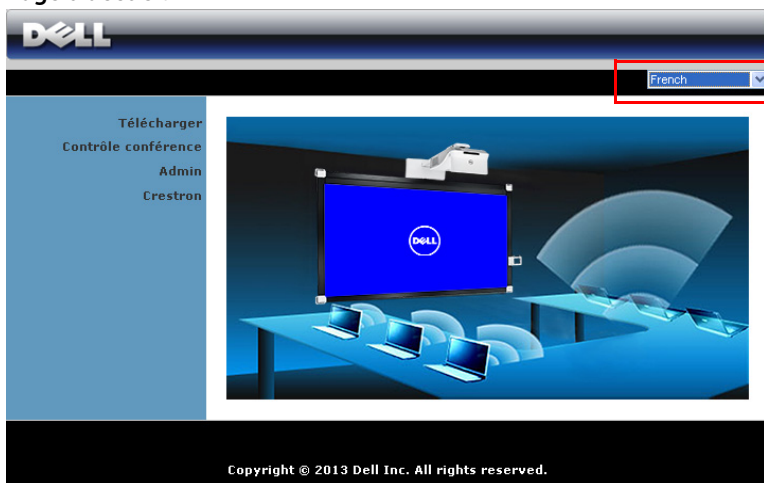 DELL
French
Télécharger
Contrôle conférence
Admin
Crestron
DELL
Copyright © 2013 Dell Inc. All rights reserved.